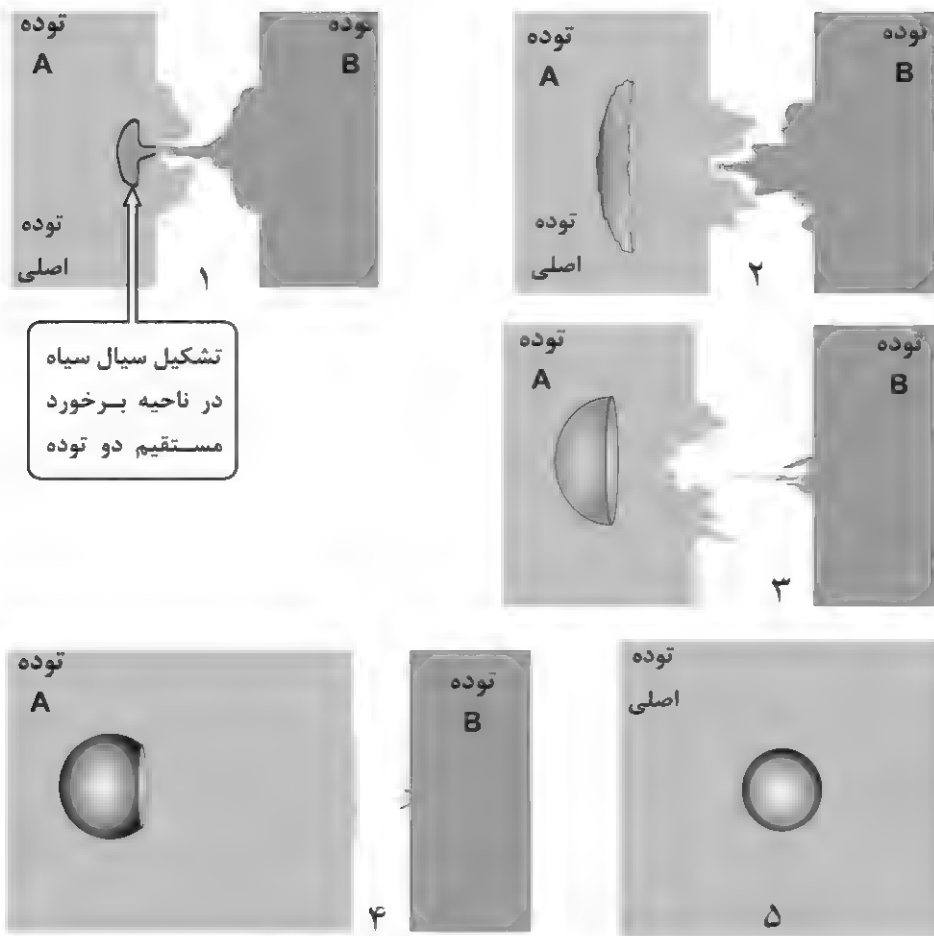 توده
A
توده
B
توده
اصلی
۱
تشکیل سیال سیاه
در ناحیه برخورد
مستقیم دو توده
توده
A
توده
B
توده
اصلی
۲
توده
A
توده
B
۳
توده
A
توده
B
۴
توده
اصلی
۵